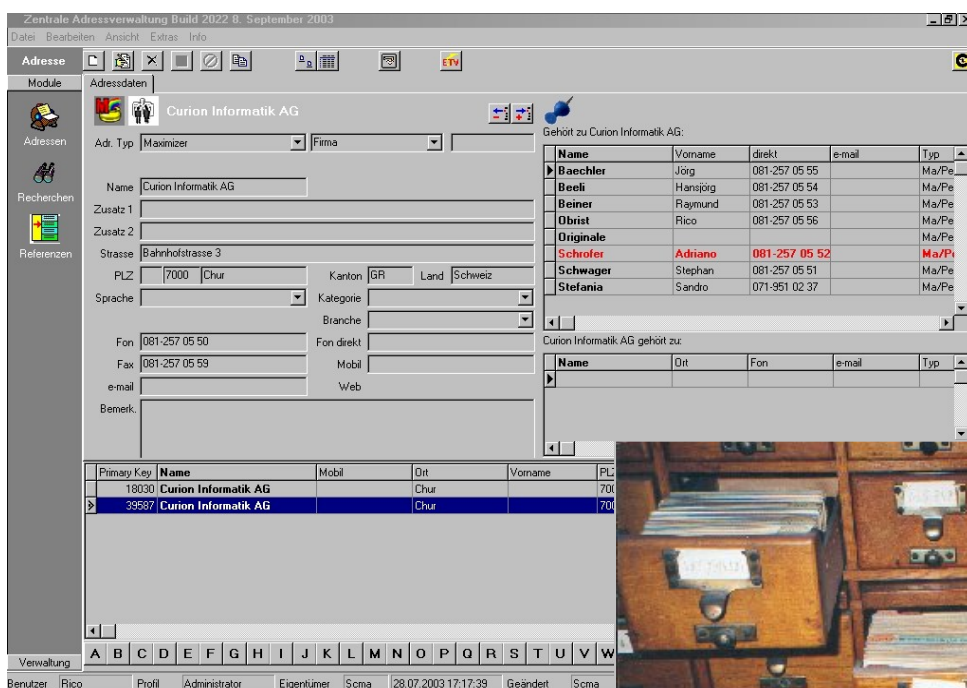 Zentrale Adressverwaltung Build 2022 8. September 2003
Datei Bearbeiten Ansicht Extras Info
Adresse
ETV
Module
Adressdaten
Adressen
Recherchen
Referenzen
Verwaltung
Curion Informatik AG
Adr. Typ Maximizer Firma
Name Curion Informatik AG
Zusatz 1
Zusatz 2
Strasse Bahnhofstrasse 3
PLZ 7000 Chur Kanton GR Land Schweiz
Sprache Kategorie
Branche
Fon 081-257 05 50 Fon direkt
Fax 081-257 05 59 Mobil
e-mail Web
Bemerk.
Gehört zu Curion Informatik AG:
Name Vorname direkt e-mail Typ
Baechler Jörg 081-257 05 55 Ma/Pe
Beeli Hansjörg 081-257 05 54 Ma/Pe
Beiner Raymund 081-257 05 53 Ma/Pe
Obrist Rico 081-257 05 56 Ma/Pe
Originale Ma/Pe
Schrofer Adriano 081-257 05 52 Ma/Pe
Schwager Stephan 081-257 05 51 Ma/Pe
Stefania Sandro 071-951 02 37 Ma/Pe
Curion Informatik AG gehört zu:
Name Ort Fon e-mail Typ
Primary Key Name Mobil Ort Vorname PLZ
18030 Curion Informatik AG Chur 700
39587 Curion Informatik AG Chur 700
A B C D E F G H I J K L M N O P Q R S T U V W
Benutzer Rico Profil Administrator Eigentümer Scma 28.07.2003 17:17:39 Geändert Scma